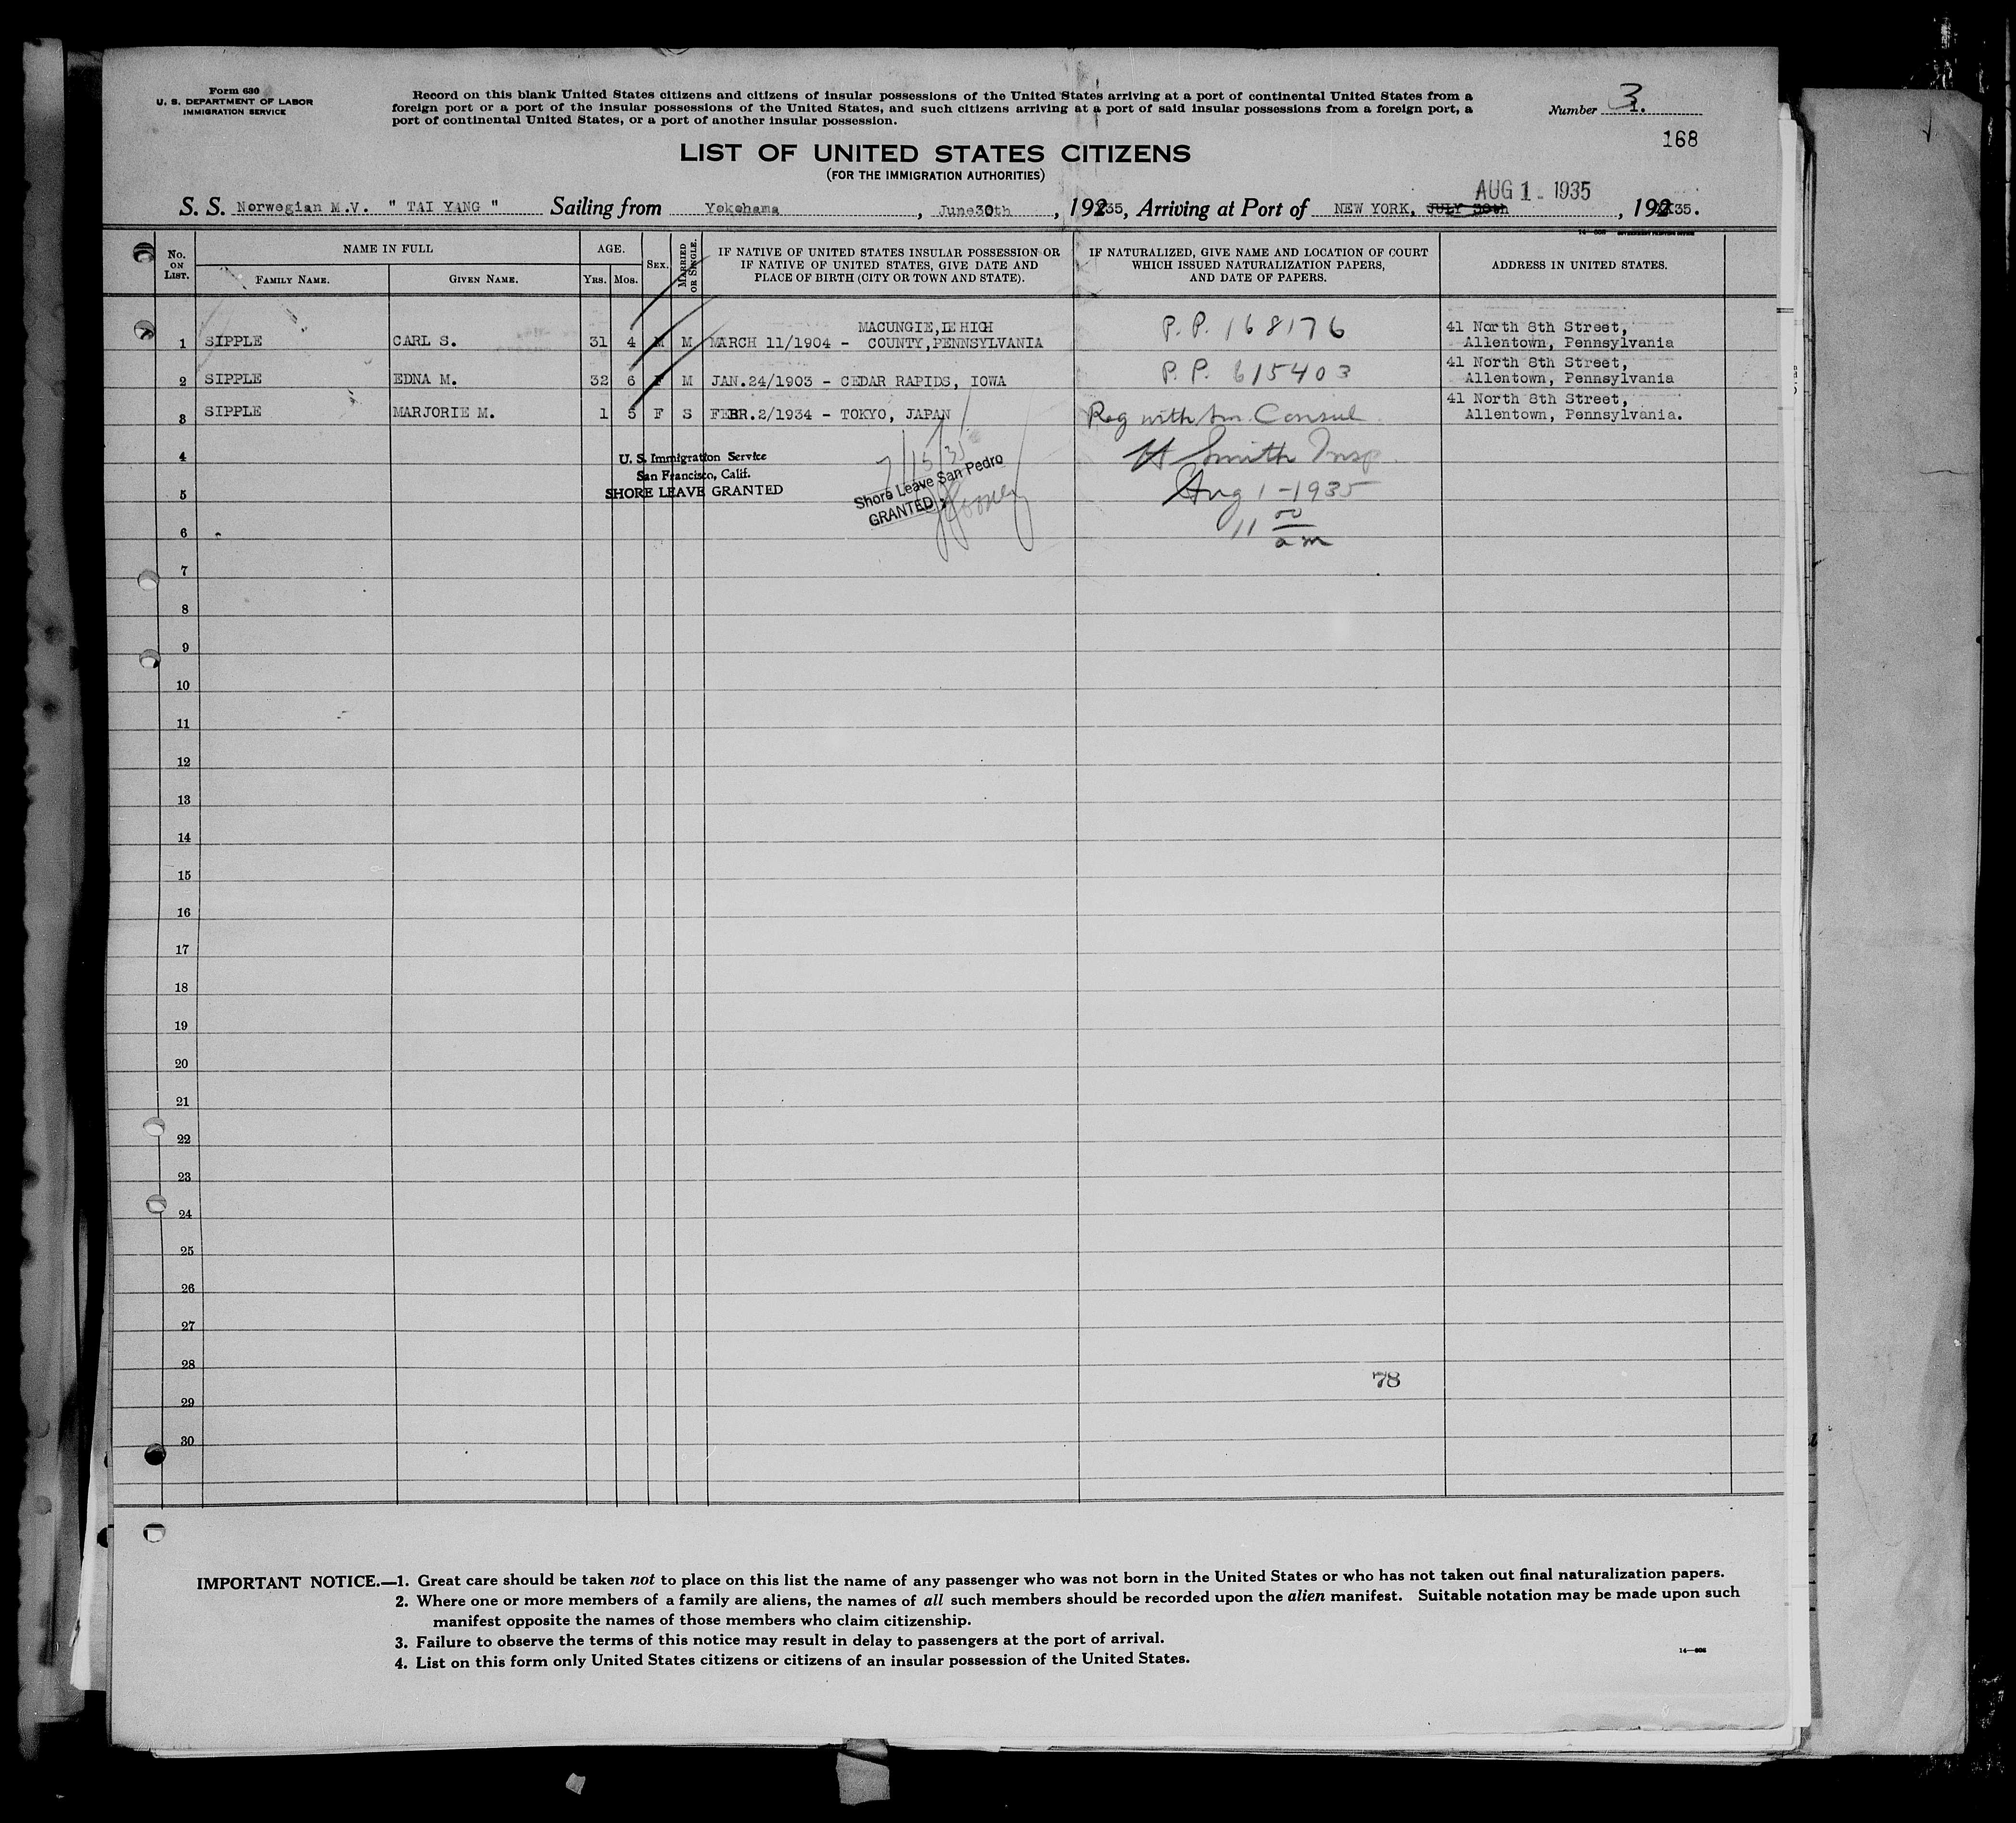 Form 630
U. S. DEPARTMENT OF LABOR
IMMIGRATION SERVICE
Record on this blank United States citizens and citizens of insular possessions of the United States arriving at a port of continental United States from a
foreign port or a port of the insular possessions of the United States, and such citizens arriving at a port of said insular possessions from a foreign port, a
port of continental United States, or a port of another insular possession.
Number 3
168
LIST OF UNITED STATES CITIZENS
(FOR THE IMMIGRATION AUTHORITIES)
AUG 1 - 1935
S. S. Norwegian M.V. " TAI YANG " Sailing from Yokohama, June30th, 19235, Arriving at Port of NEW YORK, JULY 30th, 19235.
No. ON LIST.
NAME IN FULL
FAMILY NAME. GIVEN NAME.
AGE.
YRS. MOS.
SEX.
MARRIED OR SINGLE.
IF NATIVE OF UNITED STATES INSULAR POSSESSION OR
IF NATIVE OF UNITED STATES, GIVE DATE AND
PLACE OF BIRTH (CITY OR TOWN AND STATE).
IF NATURALIZED, GIVE NAME AND LOCATION OF COURT
WHICH ISSUED NATURALIZATION PAPERS,
AND DATE OF PAPERS.
ADDRESS IN UNITED STATES.
MACUNGIE, LEHIGH P.P. 168176 41 North 8th Street,
1 SIPPLE CARL S. 31 4 M M MARCH 11/1904 - COUNTY, PENNSYLVANIA Allentown, Pennsylvania
41 North 8th Street,
2 SIPPLE EDNA M. 32 6 F M JAN.24/1903 - CEDAR RAPIDS, IOWA P.P. 615403 Allentown, Pennsylvania
41 North 8th Street,
3 SIPPLE MARJORIE M. 1 5 F S FEBR.2/1934 - TOKYO, JAPAN Reg with Am. Consul Allentown, Pennsylvania.
4 U. S. Immigration Service 7/15/35 H Smith Insp.
San Francisco, Calif. Shore Leave San Pedro
5 SHORE LEAVE GRANTED GRANTED Aug 1-1935
6 11 00 am
7
8
9
10
11
12
13
14
15
16
17
18
19
20
21
22
23
24
25
26
27
28
78
29
30
IMPORTANT NOTICE.—1. Great care should be taken not to place on this list the name of any passenger who was not born in the United States or who has not taken out final naturalization papers.
2. Where one or more members of a family are aliens, the names of all such members should be recorded upon the alien manifest. Suitable notation may be made upon such
manifest opposite the names of those members who claim citizenship.
3. Failure to observe the terms of this notice may result in delay to passengers at the port of arrival.
4. List on this form only United States citizens or citizens of an insular possession of the United States.